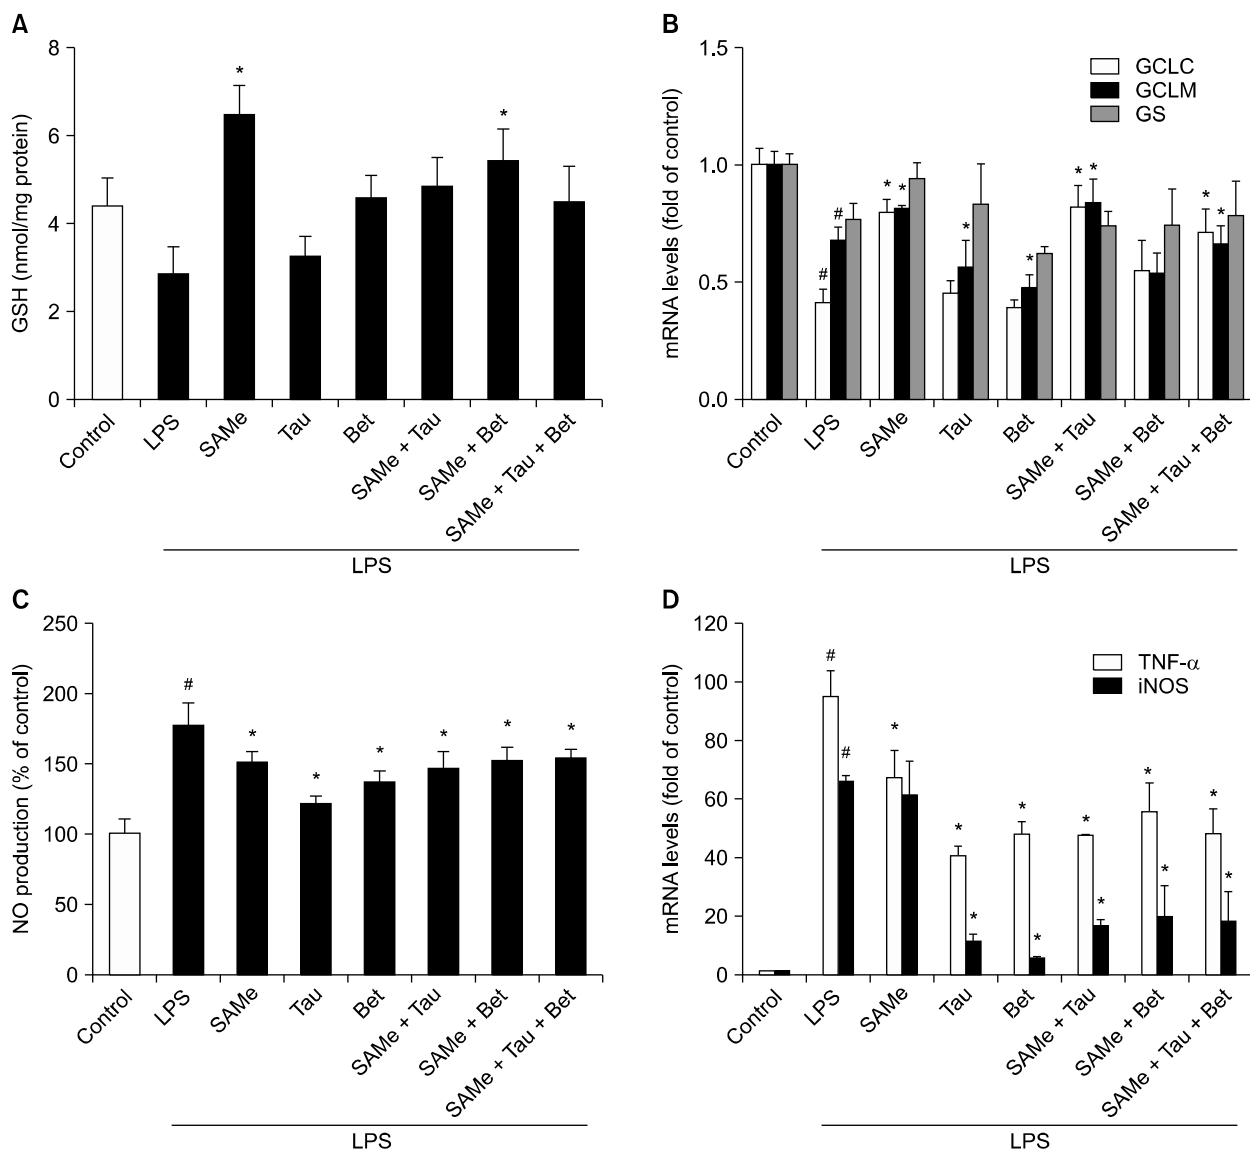 A
GSH (nmol/mg protein)
8
6
4
2
0
*
*
Control
LPS
SAMe
Tau
Bet
SAMe + Tau
SAMe + Bet
SAMe + Tau + Bet
LPS
B
mRNA levels (fold of control)
1.5
1.0
0.5
0.0
GCLC
GCLM
GS
#
#
*
*
*
*
*
*
*
*
Control
LPS
SAMe
Tau
Bet
SAMe + Tau
SAMe + Bet
SAMe + Tau + Bet
LPS
C
NO production (% of control)
250
200
150
100
50
0
#
*
*
*
*
*
*
Control
LPS
SAMe
Tau
Bet
SAMe + Tau
SAMe + Bet
SAMe + Tau + Bet
LPS
D
mRNA levels (fold of control)
120
100
80
60
40
20
0
TNF-α
iNOS
#
#
*
*
*
*
*
*
*
*
*
*
*
Control
LPS
SAMe
Tau
Bet
SAMe + Tau
SAMe + Bet
SAMe + Tau + Bet
LPS